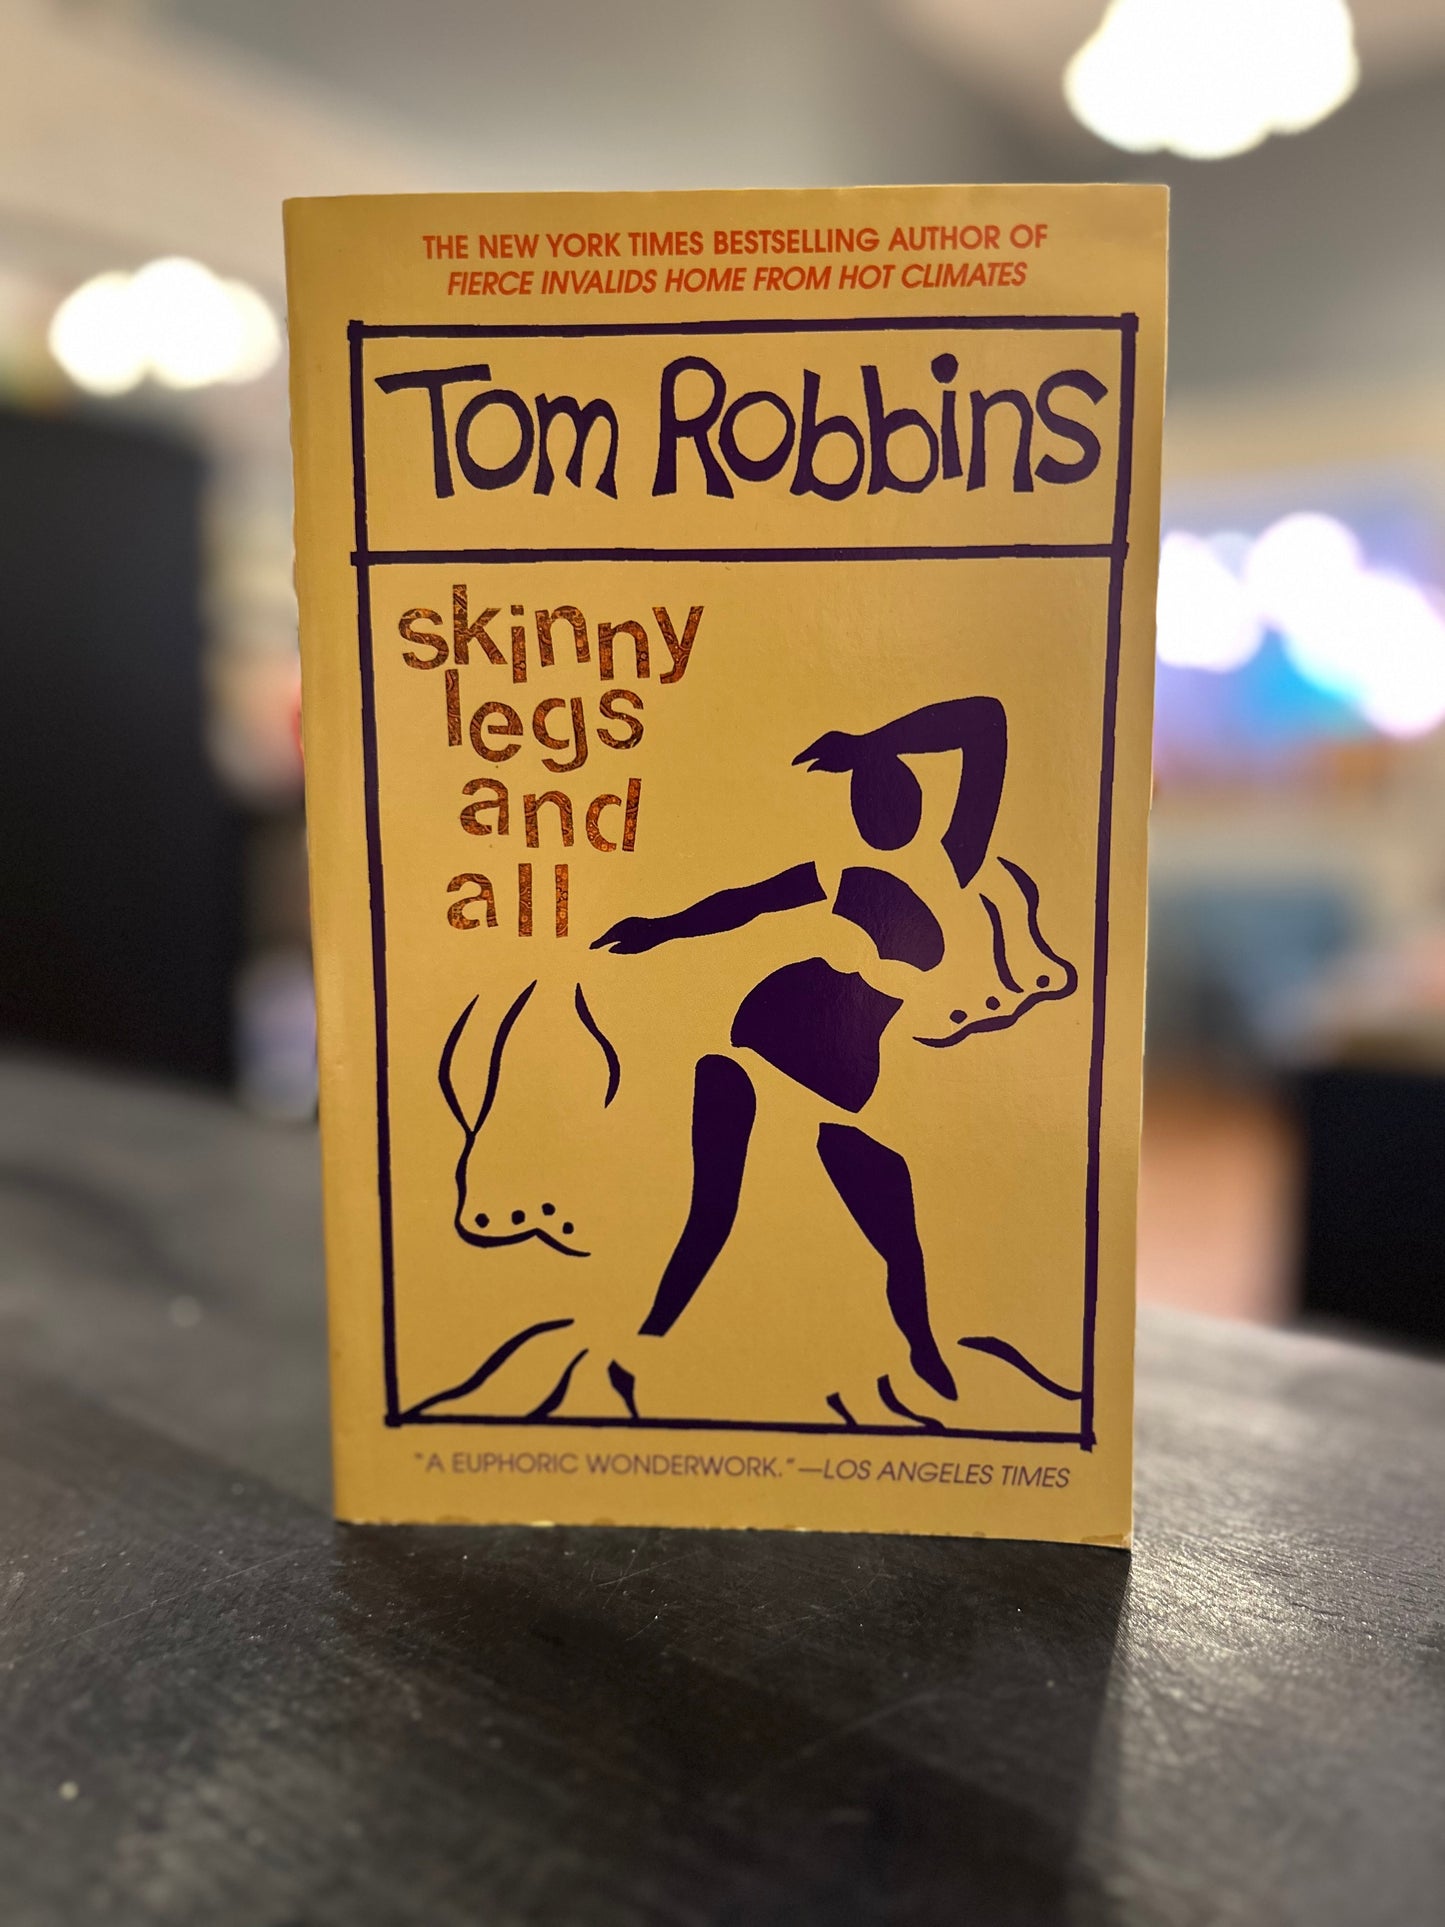 THE NEW YORK TIMES BESTSELLING AUTHOR OF
FIERCE INVALIDS HOME FROM HOT CLIMATES
Tom Robbins
skinny
legs
and
all
"A EUPHORIC WONDERWORK."—LOS ANGELES TIMES